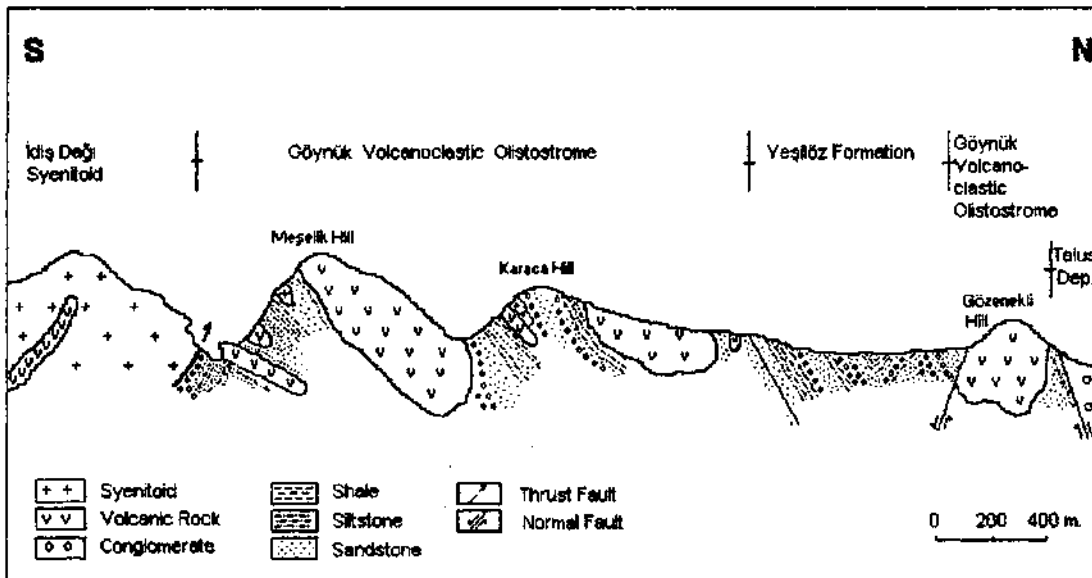 S
N
İdiş Dağı
Syenitoid
Göynük Volcanoclastic Olistostrome
Yeşilöz Formation
Göynük
Volcano-
clastic
Olistostrome
Meşelik Hill
Karaca Hill
Talus
Dep.
Gözenekli
Hill
Syenitoid
Volcanic Rock
Conglomerate
Shale
Siltstone
Sandstone
Thrust Fault
Normal Fault
0 200 400 m.